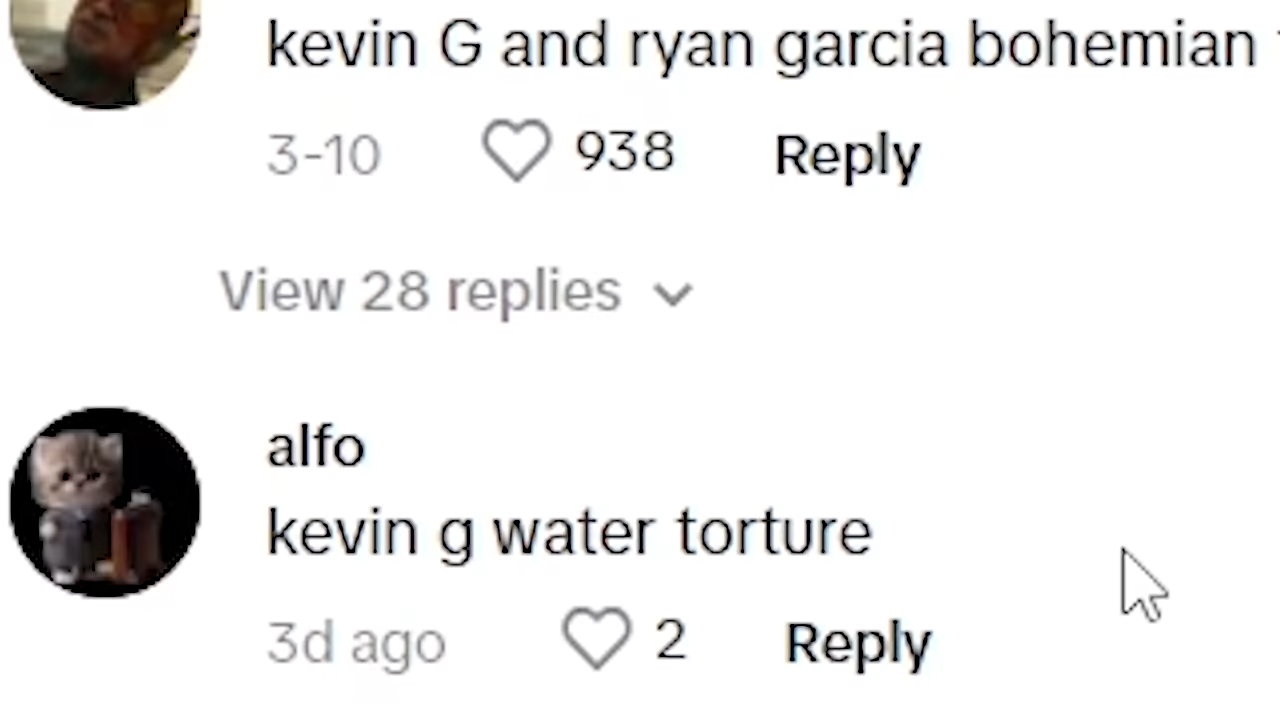 kevin G and ryan garcia bohemian
3-10 938 Reply
View 28 replies
alfo
kevin g water torture
3d ago 2 Reply